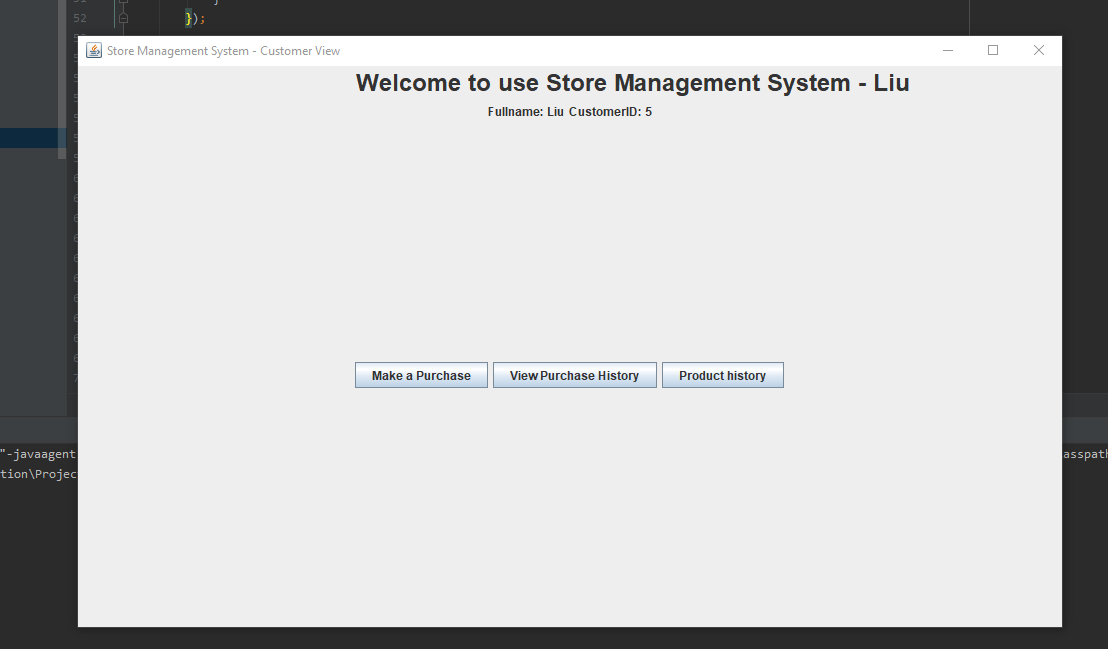 52
});
Store Management System - Customer View
Welcome to use Store Management System - Liu
Fullname: Liu CustomerID: 5
Make a Purchase View Purchase History Product history
"-javaagent
asspath
tion\Projec